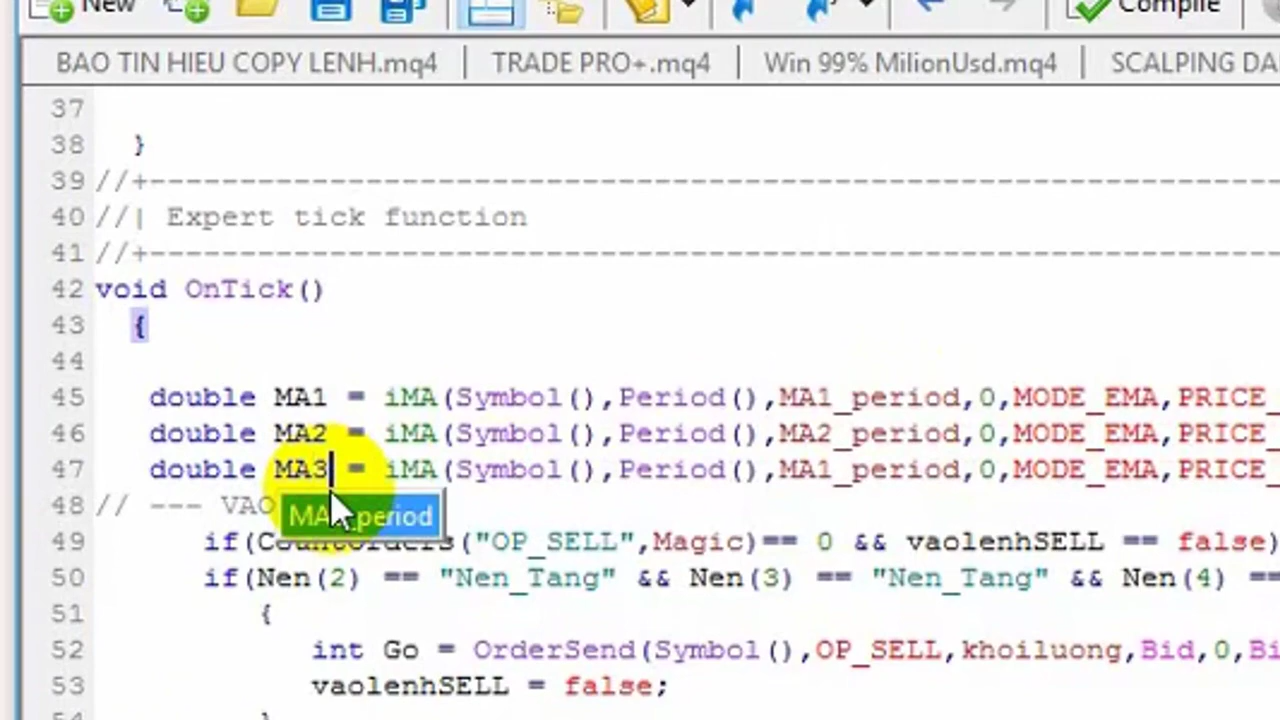 New
Compile
BAO TIN HIEU COPY LENH.mq4 | TRADE PRO+.mq4 | Win 99% MilionUsd.mq4 | SCALPING DA
37
38 }
39 //+------------------------------------------------------------------
40 //| Expert tick function
41 //+------------------------------------------------------------------
42 void OnTick()
43 {
44
45 double MA1 = iMA(Symbol(),Period(),MA1_period,0,MODE_EMA,PRICE_
46 double MA2 = iMA(Symbol(),Period(),MA2_period,0,MODE_EMA,PRICE_
47 double MA3 = iMA(Symbol(),Period(),MA1_period,0,MODE_EMA,PRICE_
48 // --- VAO
period
49 if(CountOrders("OP_SELL",Magic)== 0 && vaolenhSELL == false)
50 if(Nen(2) == "Nen_Tang" && Nen(3) == "Nen_Tang" && Nen(4) ==
51 {
52 int Go = OrderSend(Symbol(),OP_SELL,khoiluong,Bid,0,Bi
53 vaolenhSELL = false;